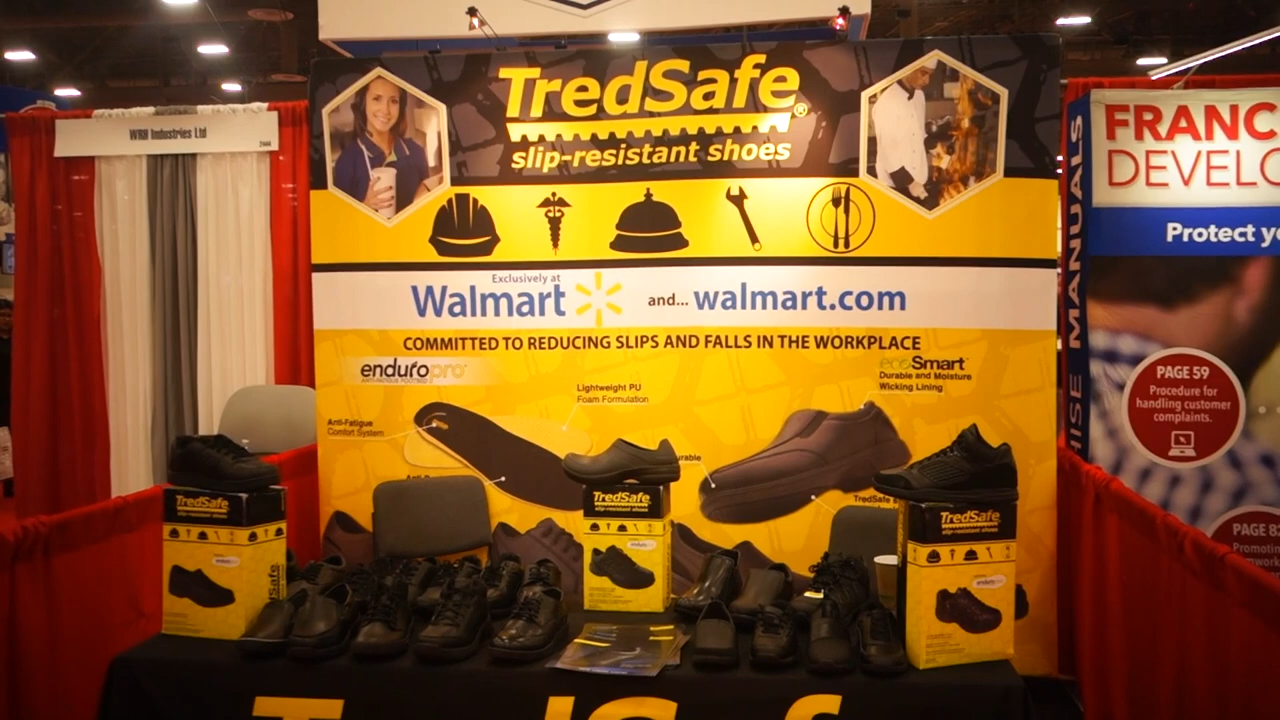 WRH Industries Ltd
2444
TredSafe®
slip-resistant shoes
Exclusively at
Walmart and... walmart.com
COMMITTED TO REDUCING SLIPS AND FALLS IN THE WORKPLACE
enduropro
ecoSmart
Durable and Moisture
Wicking Lining
Lightweight PU
Foam Formulation
Anti-Fatigue
Comfort System
TredSafe
slip-resistant shoes
TredSafe
slip-resistant shoes
TredSafe
slip-resistant shoes
TredSafe
FRANC
DEVELO
Protect yo
MANUALS
PAGE 59
Procedure for
handling customer
complaints.
PAGE 8
Promoting